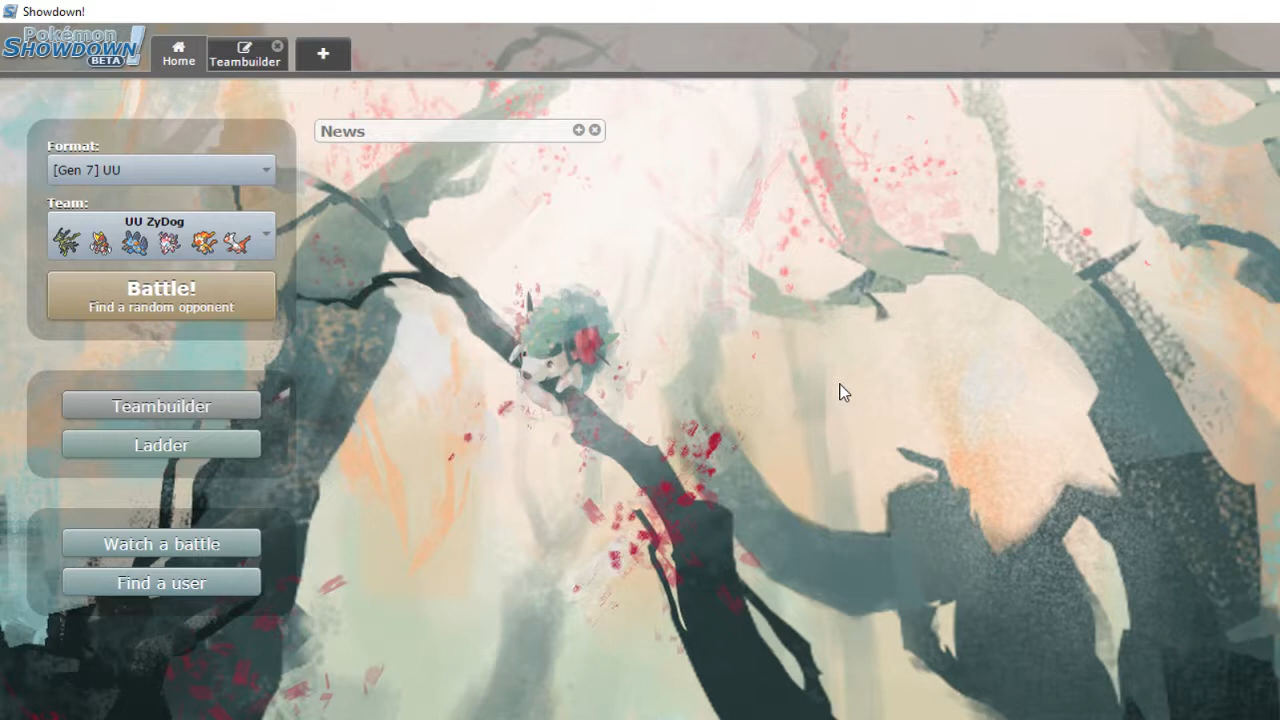 Showdown!
Pokémon
SHOWDOWN!
BETA
Home
Teambuilder
Format:
[Gen 7] UU
Team:
UU ZyDog
Battle!
Find a random opponent
Teambuilder
Ladder
Watch a battle
Find a user
News